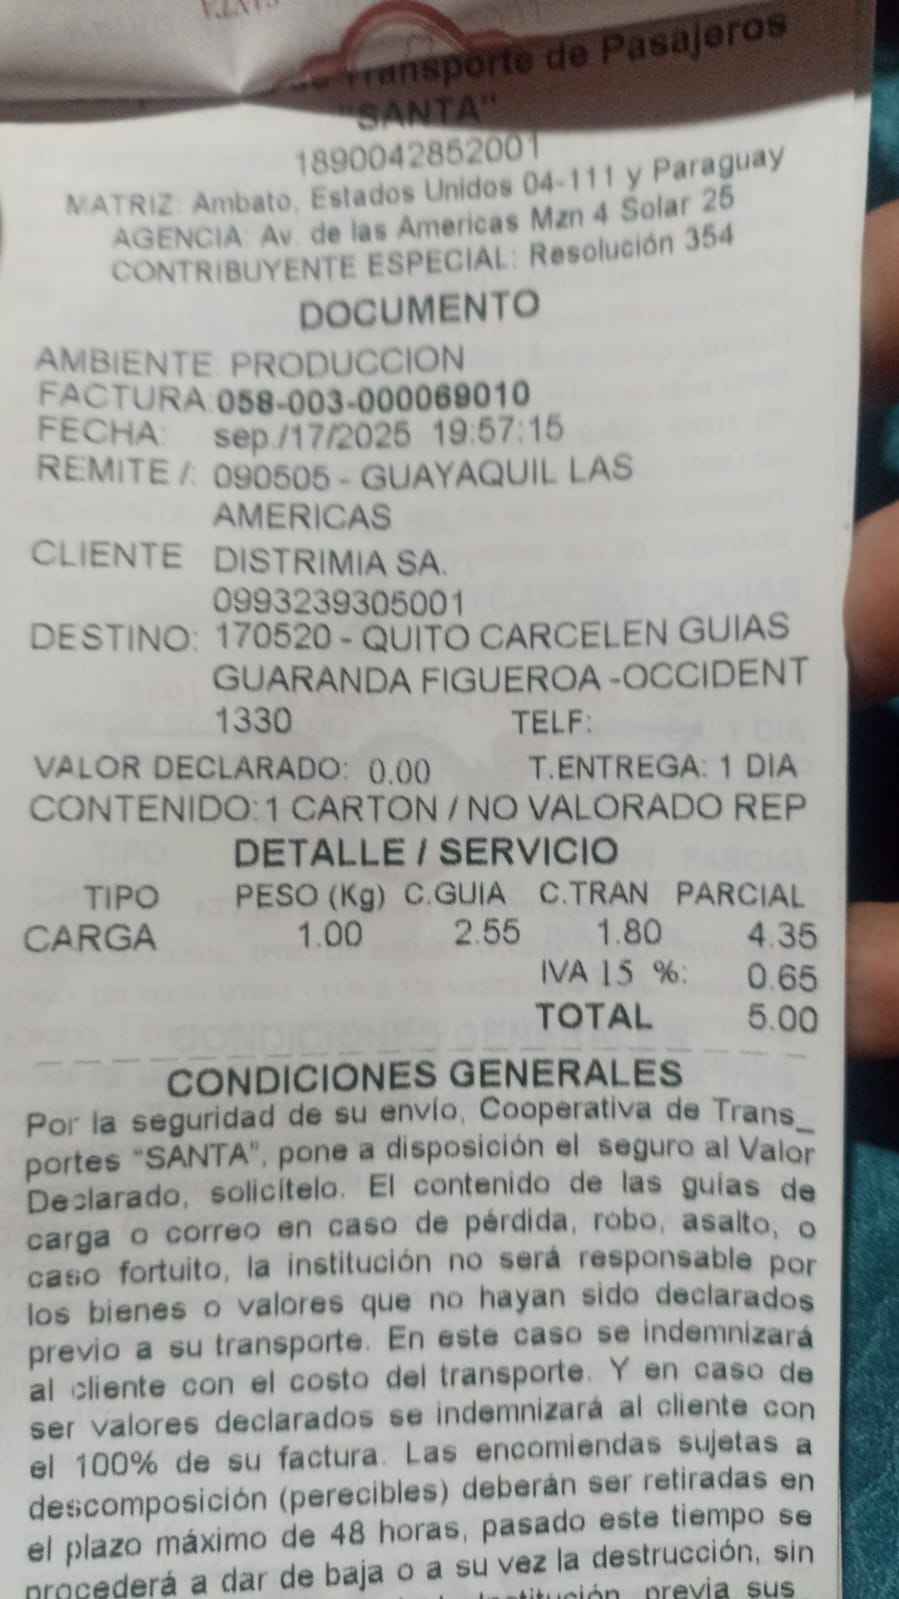 de Transporte de Pasajeros
"SANTA"
1890042852001
MATRIZ: Ambato, Estados Unidos 04-111 y Paraguay
AGENCIA: Av. de las Americas Mzn 4 Solar 25
CONTRIBUYENTE ESPECIAL: Resolución 354
DOCUMENTO
AMBIENTE PRODUCCION
FACTURA:058-003-000069010
FECHA: sep./17/2025 19:57:15
REMITE /: 090505 - GUAYAQUIL LAS
AMERICAS
CLIENTE DISTRIMIA SA.
0993239305001
DESTINO: 170520 - QUITO CARCELEN GUIAS
GUARANDA FIGUEROA -OCCIDENT
1330 TELF:
VALOR DECLARADO: 0.00 T.ENTREGA: 1 DIA
CONTENIDO:1 CARTON / NO VALORADO REP
DETALLE / SERVICIO
TIPO PESO (Kg) C.GUIA C.TRAN PARCIAL
CARGA 1.00 2.55 1.80 4.35
IVA 15 %: 0.65
TOTAL 5.00
CONDICIONES GENERALES
Por la seguridad de su envío, Cooperativa de Trans_
portes "SANTA", pone a disposición el seguro al Valor
Declarado, solicítelo. El contenido de las guias de
carga o correo en caso de pérdida, robo, asalto, o
caso fortuito, la institución no será responsable por
los bienes o valores que no hayan sido declarados
previo a su transporte. En este caso se indemnizará
al cliente con el costo del transporte. Y en caso de
ser valores declarados se indemnizará al cliente con
el 100% de su factura. Las encomiendas sujetas a
descomposición (perecibles) deberán ser retiradas en
el plazo máximo de 48 horas, pasado este tiempo se
procederá a dar de baja o a su vez la destrucción, sin
institución, previa sus